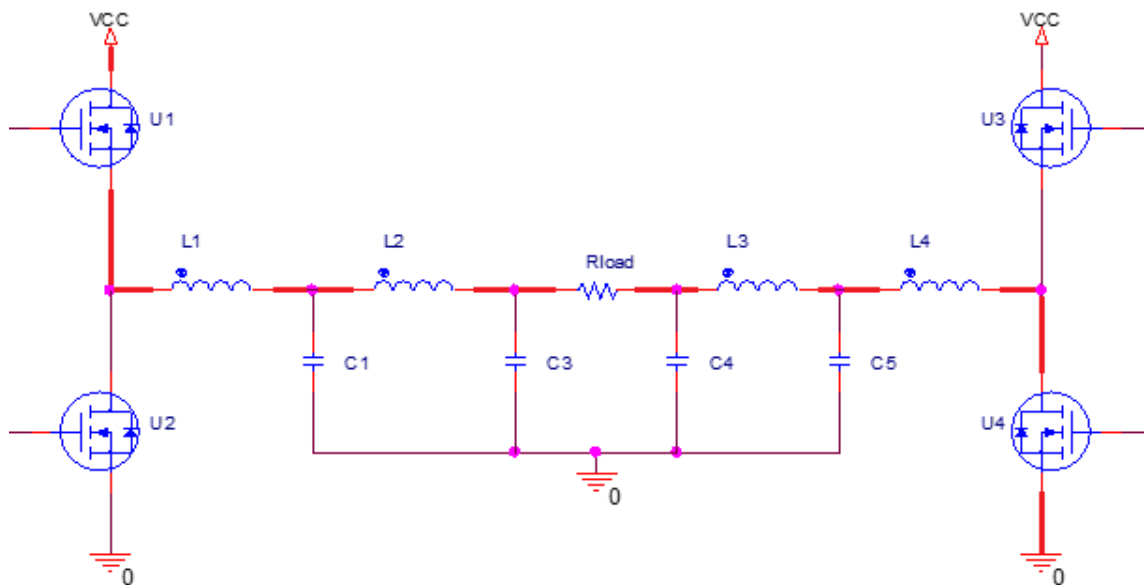 VCC VCC
U1 U3
L1 L2 Rload L3 L4
C1 C3 C4 C5
U2 U4
0
0 0